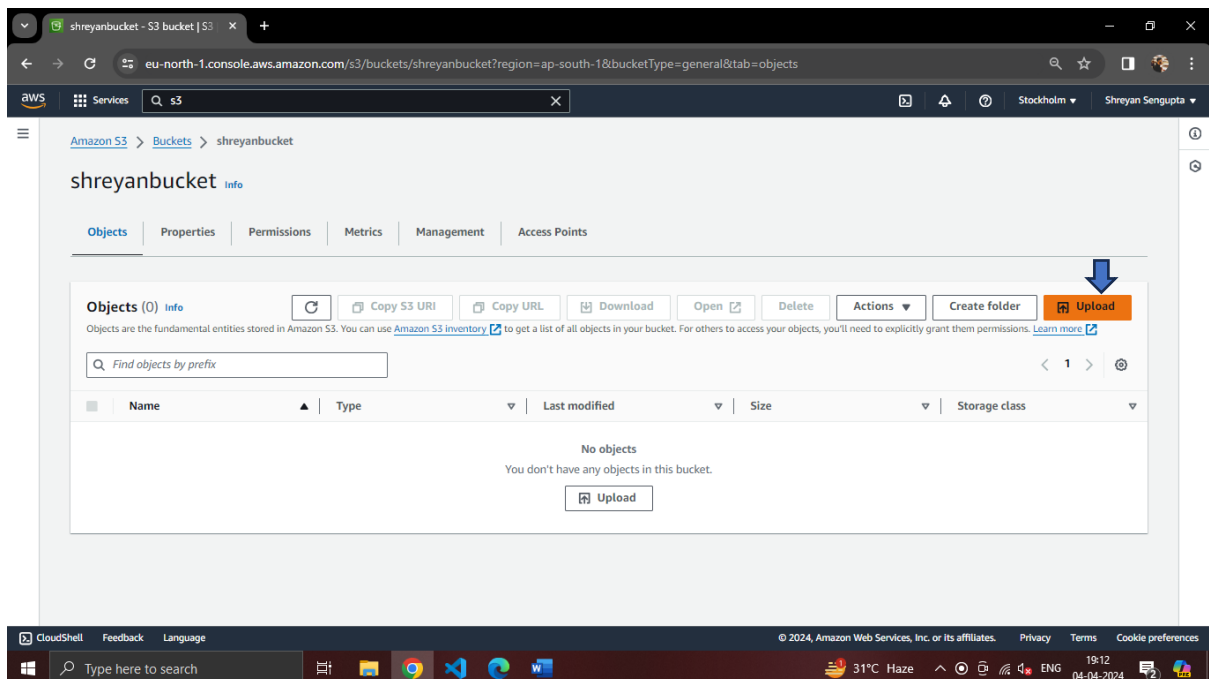 shreyanbucket - S3 bucket | S3
eu-north-1.console.aws.amazon.com/s3/buckets/shreyanbucket?region=ap-south-1&bucketType=general&tab=objects
aws Services s3 Stockholm Shreyan Sengupta
Amazon S3 > Buckets > shreyanbucket
shreyanbucket Info
Objects Properties Permissions Metrics Management Access Points
Objects (0) Info Copy S3 URI Copy URL Download Open Delete Actions Create folder Upload
Objects are the fundamental entities stored in Amazon S3. You can use Amazon S3 inventory to get a list of all objects in your bucket. For others to access your objects, you'll need to explicitly grant them permissions. Learn more
Find objects by prefix < 1 >
Name Type Last modified Size Storage class
No objects
You don't have any objects in this bucket.
Upload
CloudShell Feedback Language © 2024, Amazon Web Services, Inc. or its affiliates. Privacy Terms Cookie preferences
Type here to search 31°C Haze ENG 19:12
04-04-2024 2